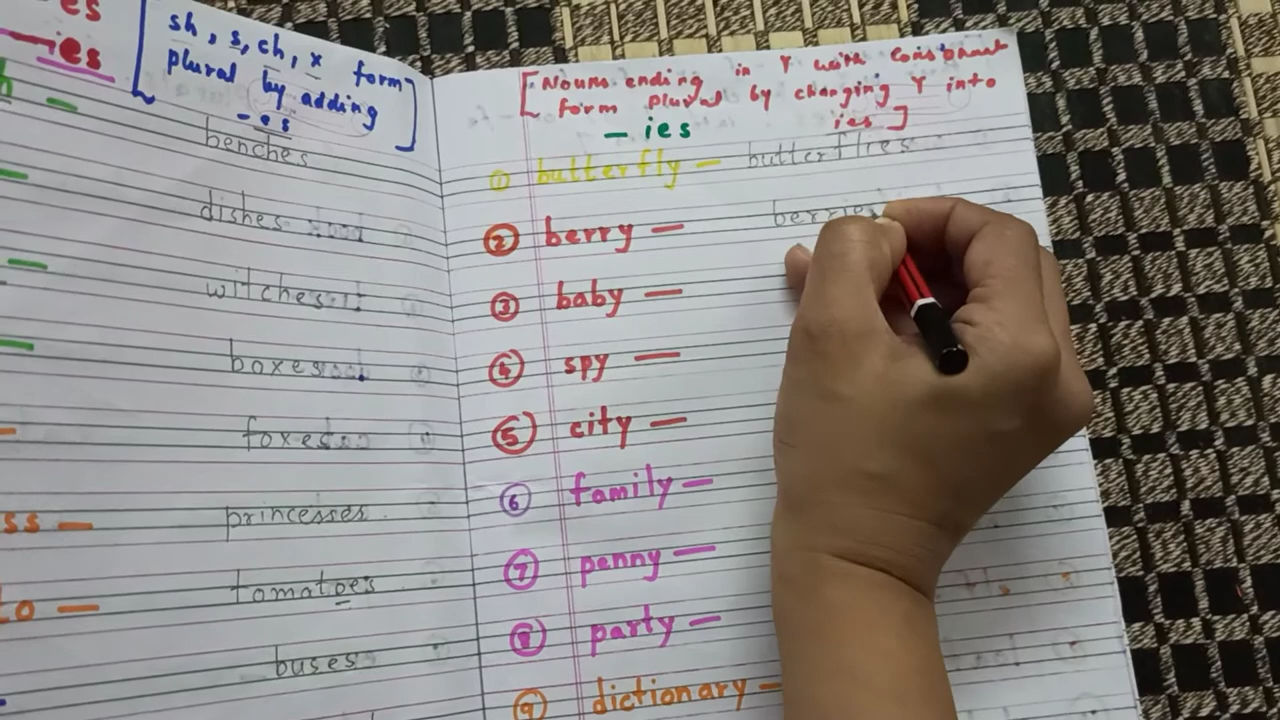 es
ies
sh, s, ch, x form
plural by adding
-es
benches
dishes
witches
boxes
foxes
ss — princesses
to — tomatoes
buses
[Nouns ending in Y with Consonant
form plural by changing Y into
ies]
- ies
① butterfly - butterflies
② berry - berries
③ baby -
④ spy -
⑤ city -
⑥ family -
⑦ penny -
⑧ party -
⑨ dictionary -